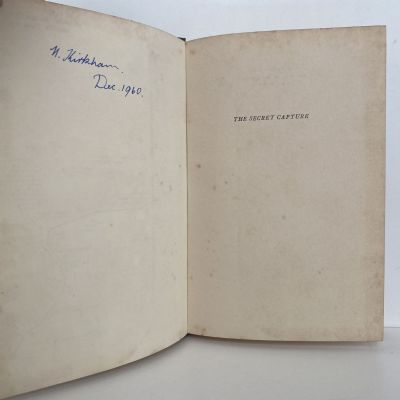 N. Kirkham.
Dec. 1960.
THE SECRET CAPTURE